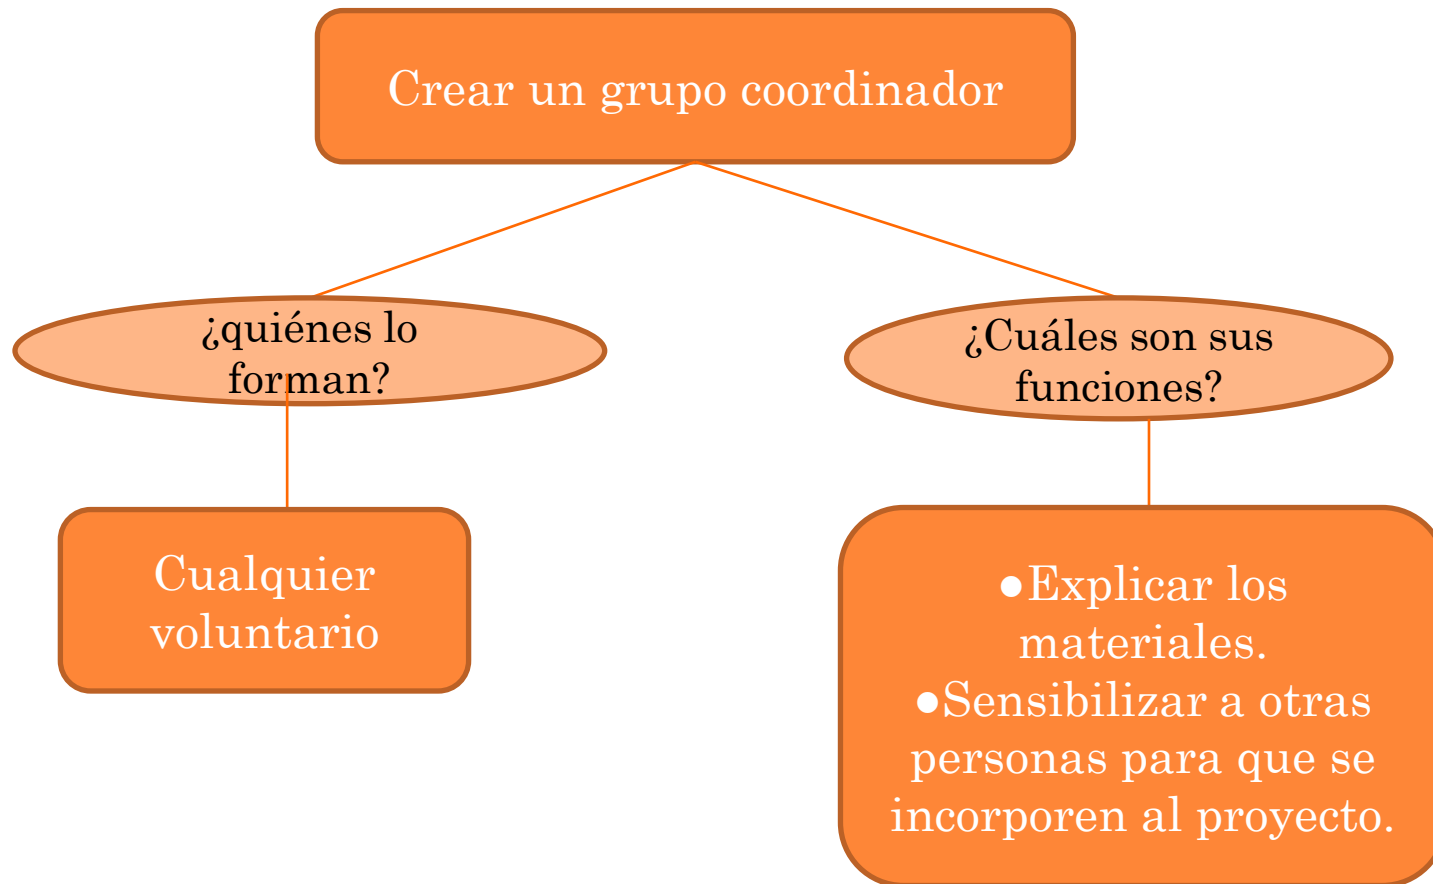 Crear un grupo coordinador
¿quiénes lo
forman?
¿Cuáles son sus
funciones?
Cualquier
voluntario
●Explicar los
materiales.
●Sensibilizar a otras
personas para que se
incorporen al proyecto.